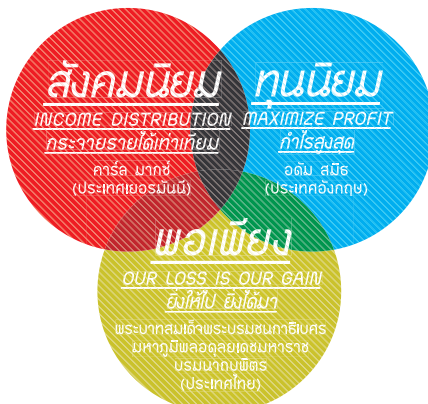 สังคมนิยม
INCOME DISTRIBUTION
กระจายรายได้เท่าเทียม
คาร์ล มากซ์
(ประเทศเยอรมันนี)
ทุนนิยม
MAXIMIZE PROFIT
กำไรสูงสุด
อดัม สมิธ
(ประเทศอังกฤษ)
พอเพียง
OUR LOSS IS OUR GAIN
ยิ่งให้ไป ยิ่งได้มา
พระบาทสมเด็จพระบรมชนกาธิเบศร
มหาภูมิพลอดุลยเดชมหาราช
บรมนาถบพิตร
(ประเทศไทย)